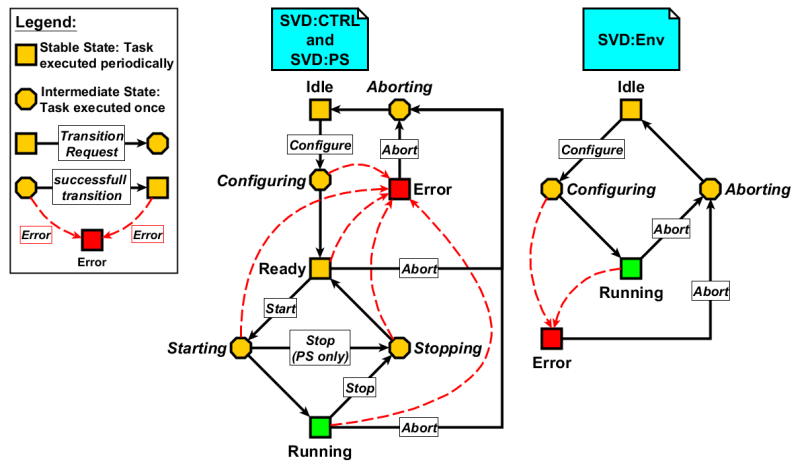 Legend:
Stable State: Task
executed periodically
Intermediate State:
Task executed once
Transition
Request
successfull
transition
Error
Error
Error
SVD:CTRL
and
SVD:PS
Idle
Aborting
Configure
Abort
Configuring
Error
Ready
Abort
Start
Starting
Stop
(PS only)
Stopping
Stop
Running
Abort
SVD:Env
Idle
Configure
Configuring
Aborting
Abort
Running
Abort
Error